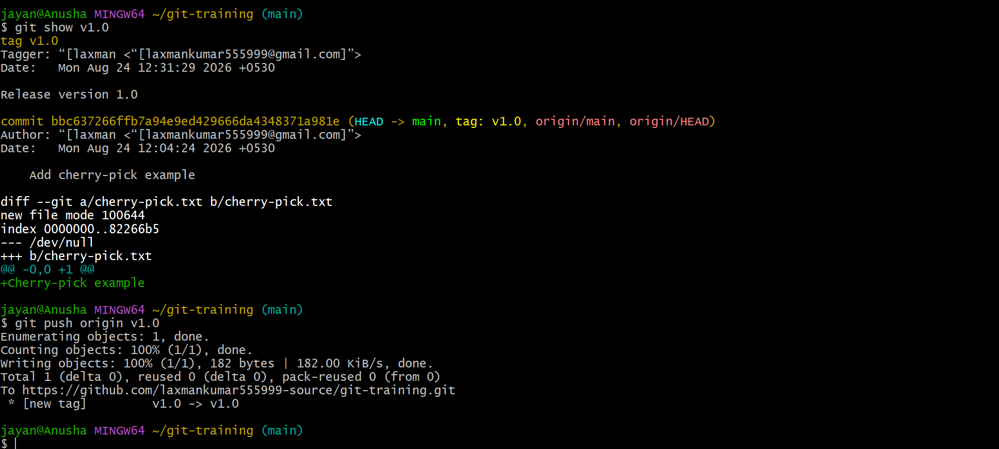 jayan@Anusha MINGW64 ~/git-training (main)
$ git show v1.0
tag v1.0
Tagger: “[laxman <“[laxmankumar555999@gmail.com]”>
Date:   Mon Aug 24 12:31:29 2026 +0530

Release version 1.0

commit bbc637266ffb7a94e9ed429666da4348371a981e (HEAD -> main, tag: v1.0, origin/main, origin/HEAD)
Author: “[laxman <“[laxmankumar555999@gmail.com]”>
Date:   Mon Aug 24 12:04:24 2026 +0530

    Add cherry-pick example

diff --git a/cherry-pick.txt b/cherry-pick.txt
new file mode 100644
index 0000000..82266b5
--- /dev/null
+++ b/cherry-pick.txt
@@ -0,0 +1 @@
+Cherry-pick example

jayan@Anusha MINGW64 ~/git-training (main)
$ git push origin v1.0
Enumerating objects: 1, done.
Counting objects: 100% (1/1), done.
Writing objects: 100% (1/1), 182 bytes | 182.00 KiB/s, done.
Total 1 (delta 0), reused 0 (delta 0), pack-reused 0 (from 0)
To https://github.com/laxmankumar555999-source/git-training.git
 * [new tag]         v1.0 -> v1.0

jayan@Anusha MINGW64 ~/git-training (main)
$